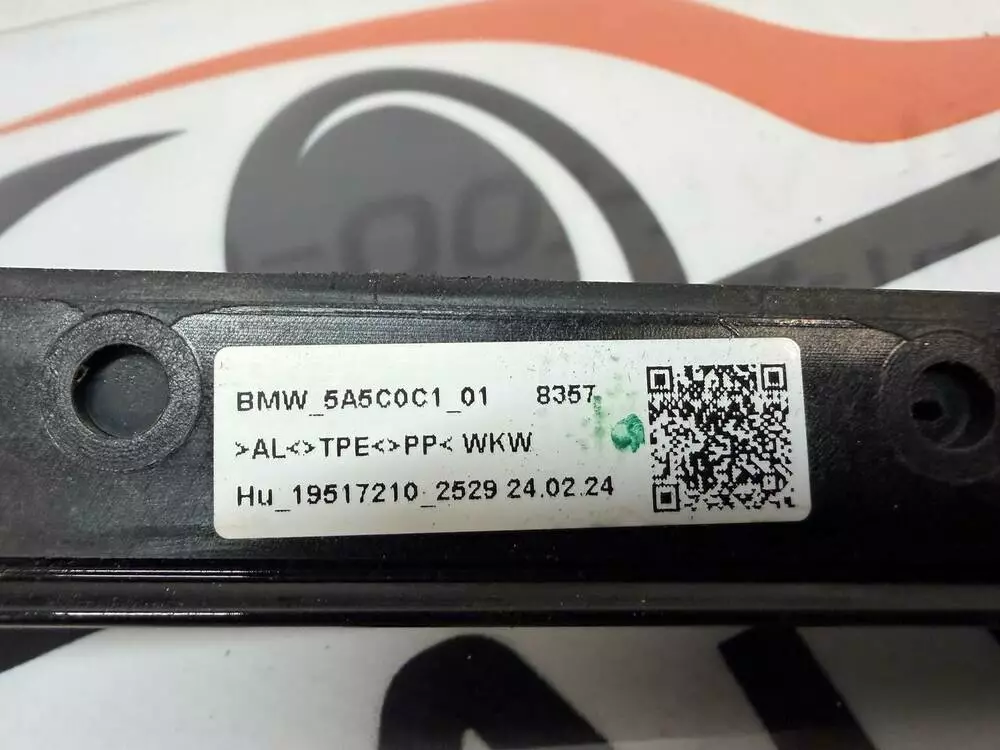 BMW_5A5C0C1_01 8357
>AL<>TPE<>PP< WKW
Hu_19517210_2529 24.02.24